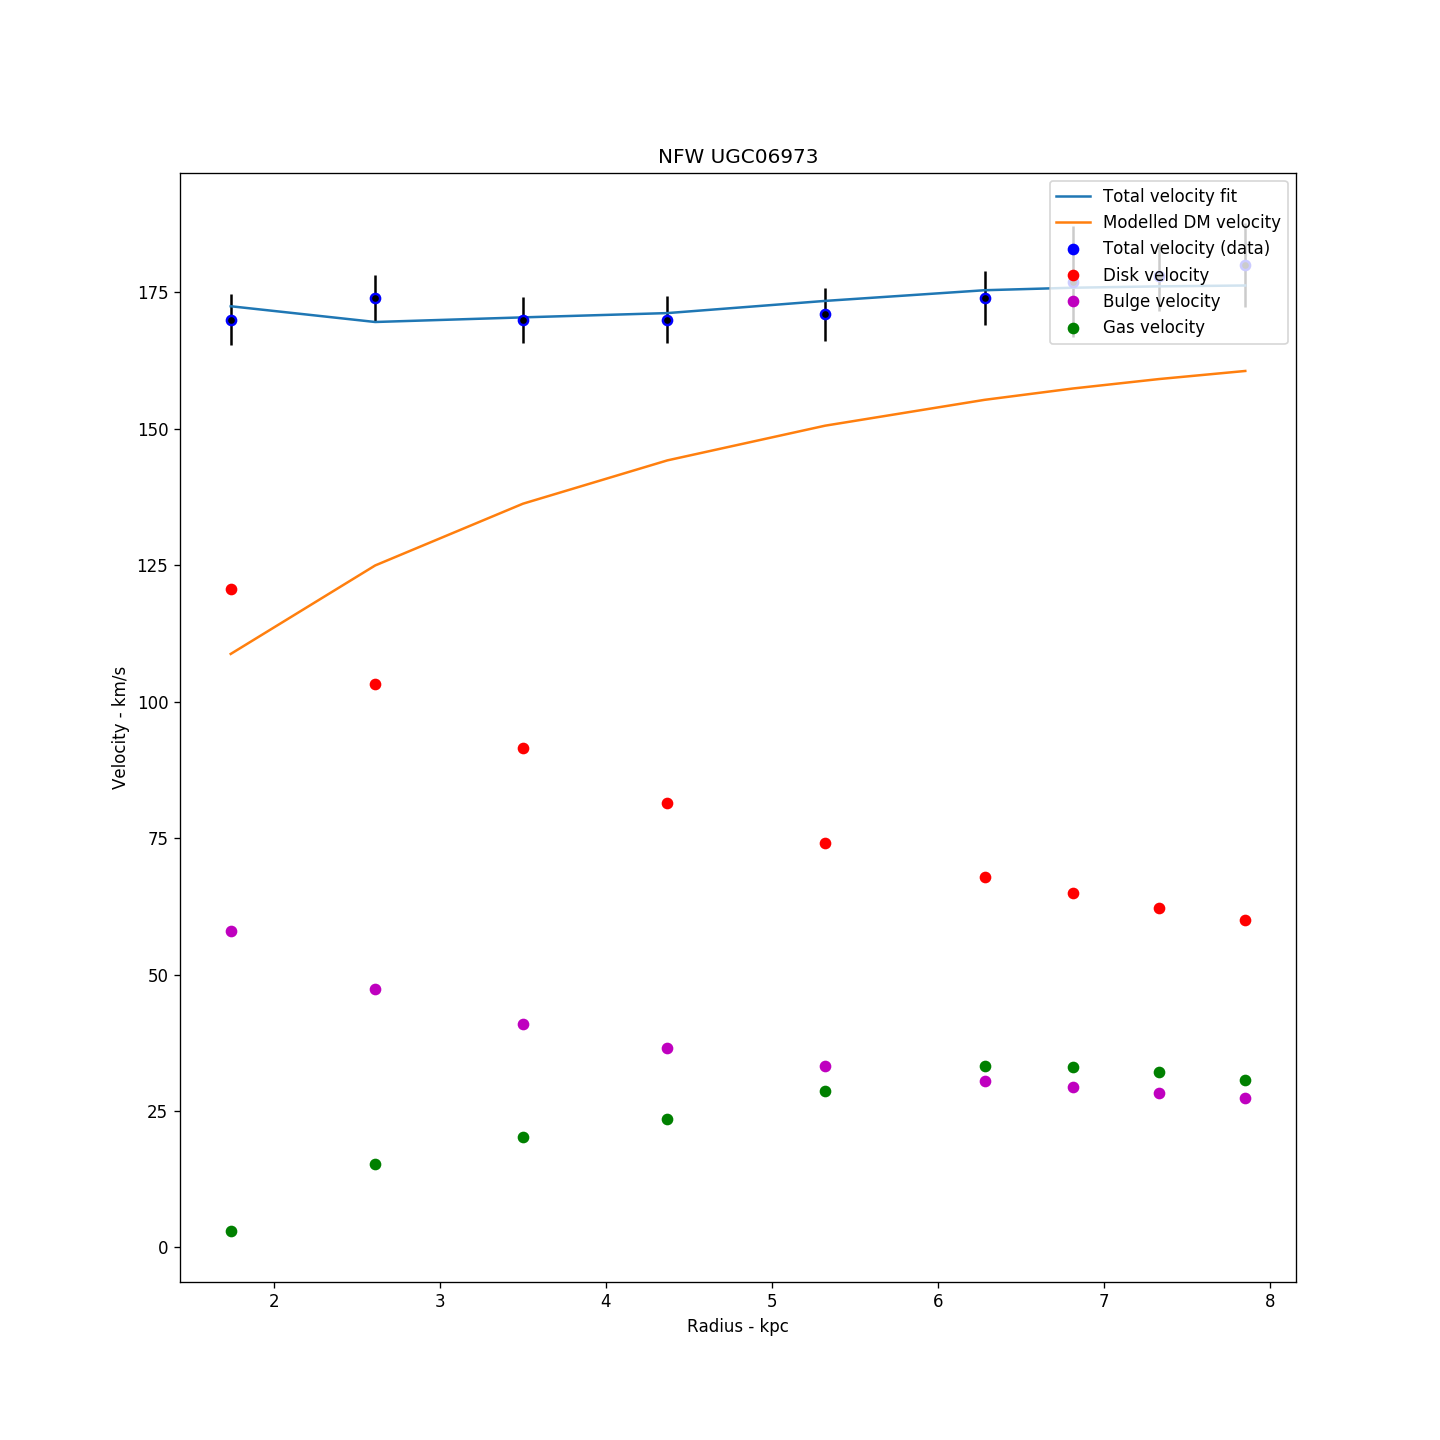 NFW UGC06973
Total velocity fit
Modelled DM velocity
Total velocity (data)
Disk velocity
Bulge velocity
Gas velocity
175
150
125
100
75
50
25
0
Velocity - km/s
2 3 4 5 6 7 8
Radius - kpc